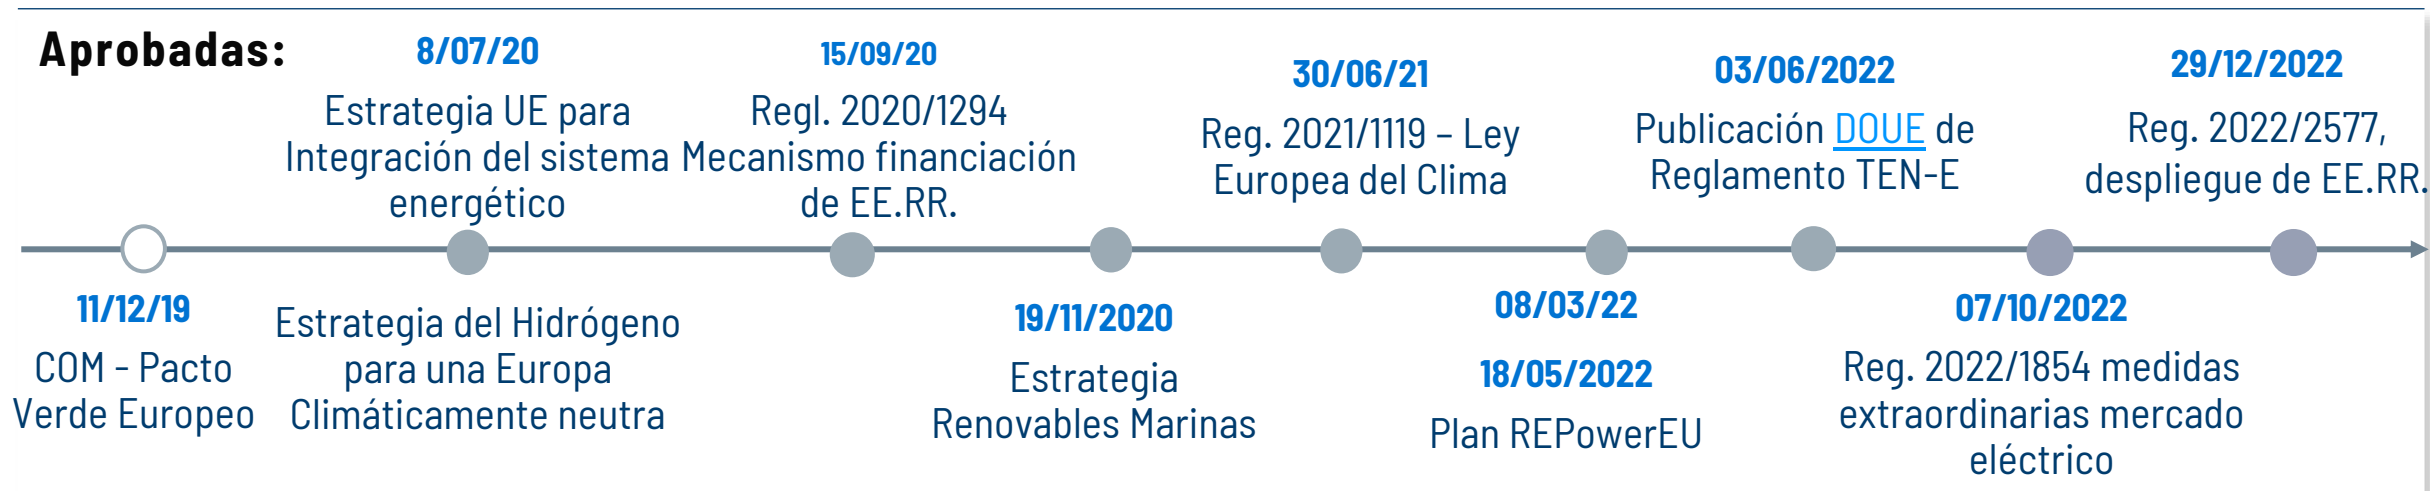 Aprobadas:
8/07/20
Estrategia UE para
Integración del sistema
energético
15/09/20
Regl. 2020/1294
Mecanismo financiación
de EE.RR.
30/06/21
Reg. 2021/1119 – Ley
Europea del Clima
03/06/2022
Publicación DOUE de
Reglamento TEN-E
29/12/2022
Reg. 2022/2577,
despliegue de EE.RR.
11/12/19
COM - Pacto
Verde Europeo
Estrategia del Hidrógeno
para una Europa
Climáticamente neutra
19/11/2020
Estrategia
Renovables Marinas
08/03/22
18/05/2022
Plan REPowerEU
07/10/2022
Reg. 2022/1854 medidas
extraordinarias mercado
eléctrico